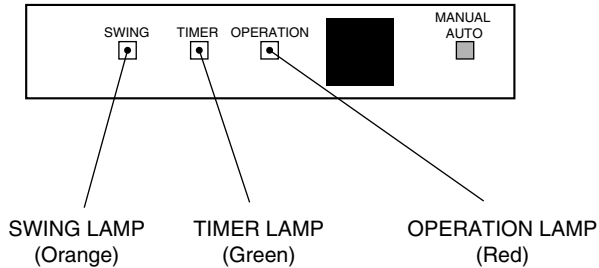 SWING
TIMER
OPERATION
MANUAL
AUTO
SWING LAMP
(Orange)
TIMER LAMP
(Green)
OPERATION LAMP
(Red)